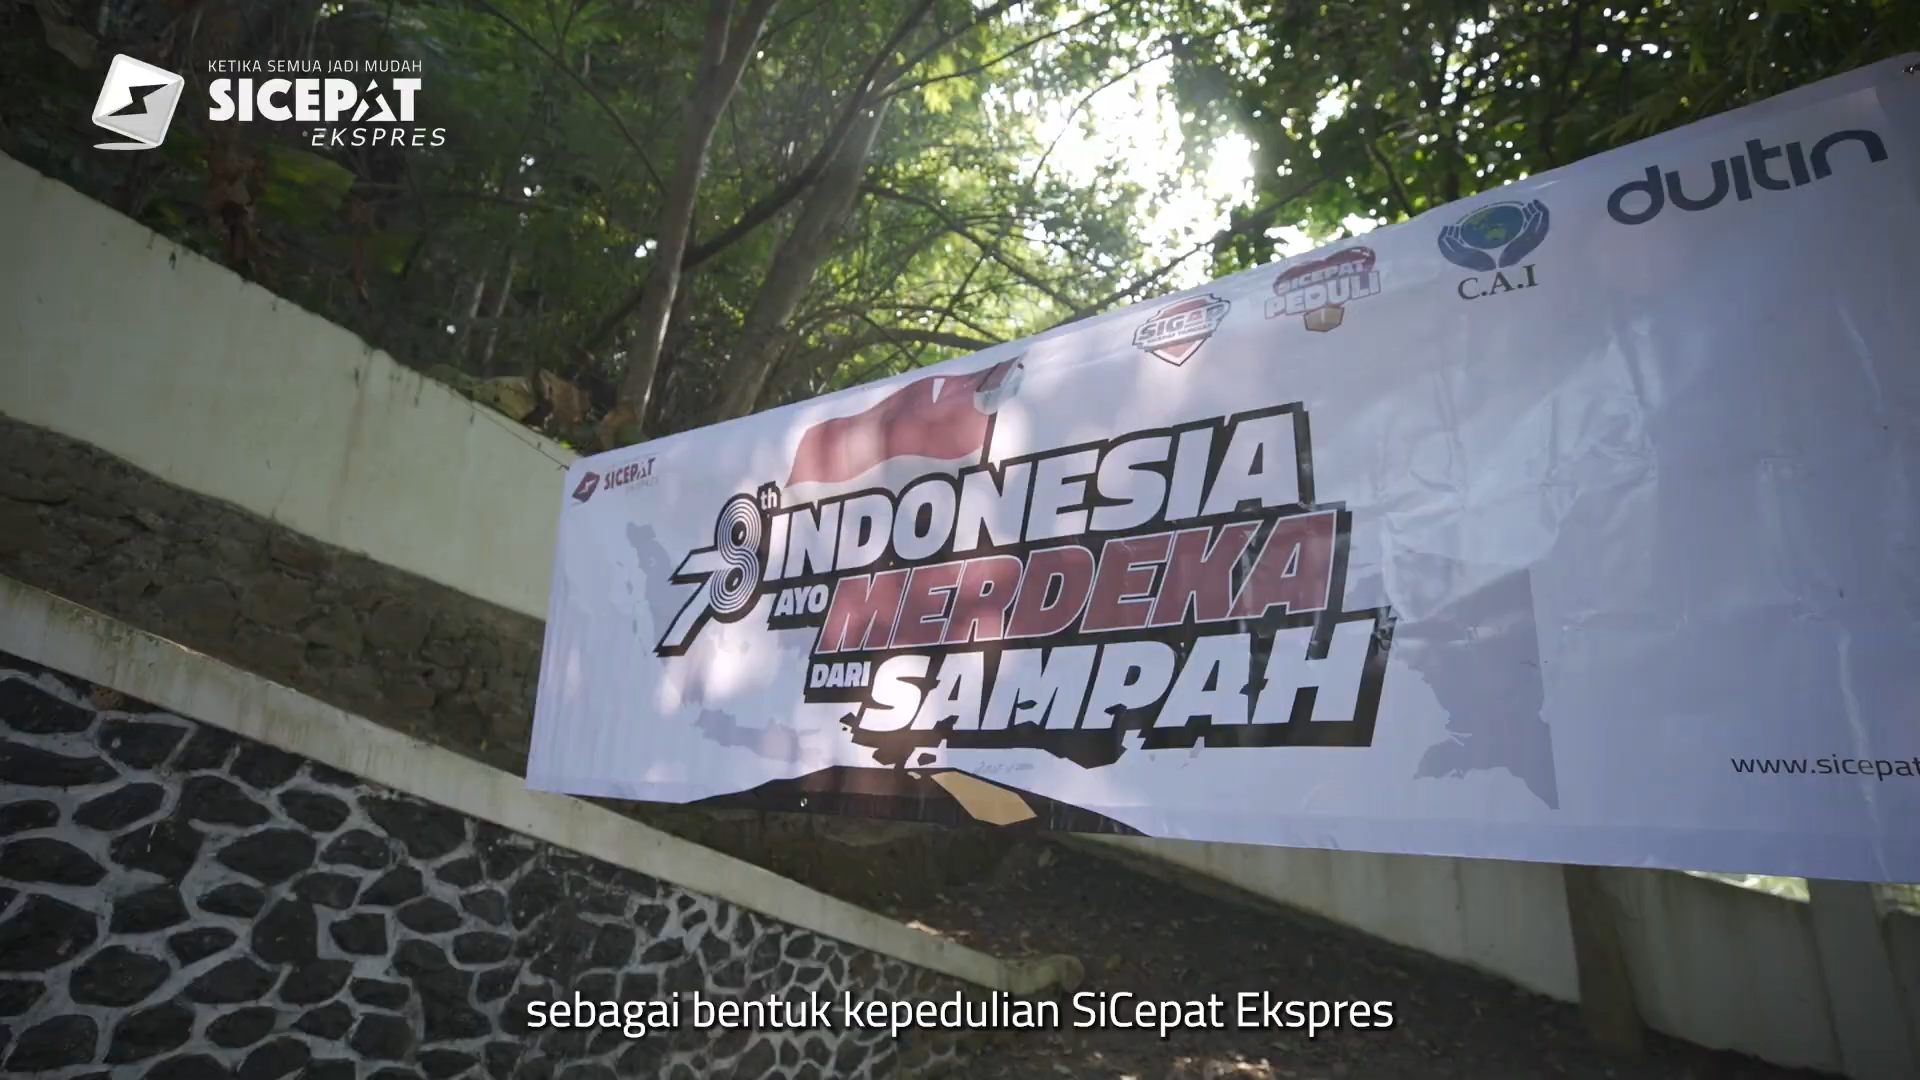 KETIKA SEMUA JADI MUDAH
SICEPAT
EKSPRES
duitin
C.A.I
SICEPAT
PEDULI
SIGAP
SICEPAT
78th INDONESIA
AYO MERDEKA
DARI SAMPAH
www.sicepat
sebagai bentuk kepedulian SiCepat Ekspres